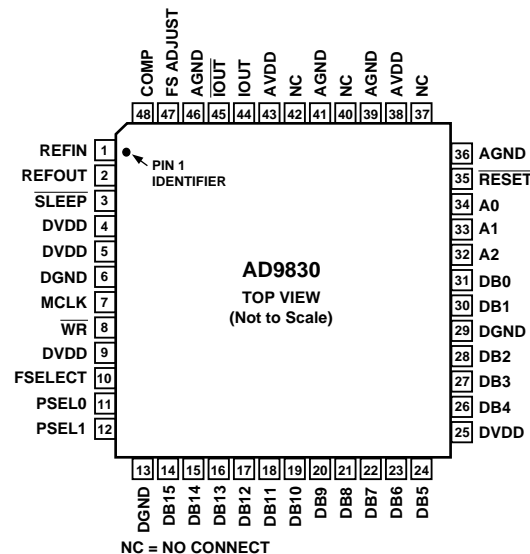 COMP
FS ADJUST
AGND
IOUT
IOUT
AVDD
NC
AGND
NC
AGND
AVDD
NC
48 47 46 45 44 43 42 41 40 39 38 37
REFIN 1
REFOUT 2
SLEEP 3
DVDD 4
DVDD 5
DGND 6
MCLK 7
WR 8
DVDD 9
FSELECT 10
PSEL0 11
PSEL1 12
PIN 1
IDENTIFIER
AD9830
TOP VIEW
(Not to Scale)
36 AGND
35 RESET
34 A0
33 A1
32 A2
31 DB0
30 DB1
29 DGND
28 DB2
27 DB3
26 DB4
25 DVDD
13 14 15 16 17 18 19 20 21 22 23 24
DGND
DB15
DB14
DB13
DB12
DB11
DB10
DB9
DB8
DB7
DB6
DB5
NC = NO CONNECT